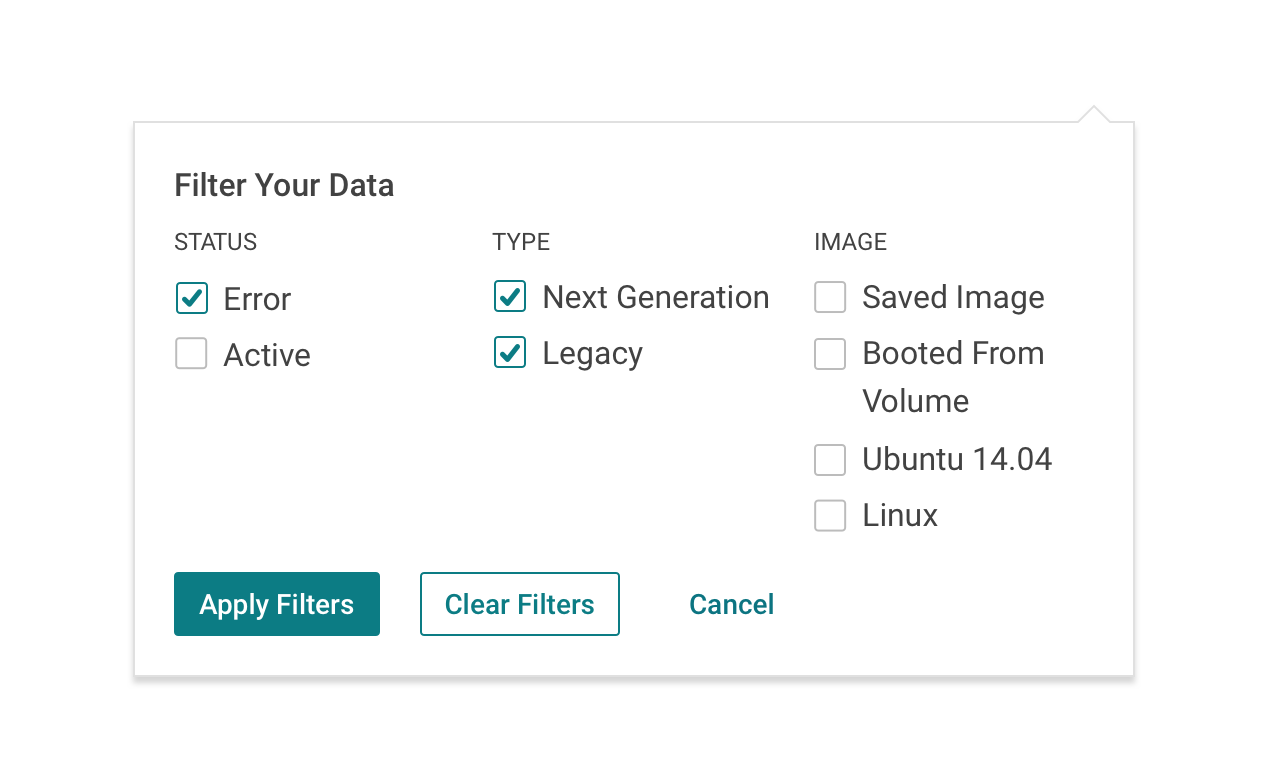 Filter Your Data
STATUS
Error
Active
TYPE
Next Generation
Legacy
IMAGE
Saved Image
Booted From
Volume
Ubuntu 14.04
Linux
Apply Filters
Clear Filters
Cancel